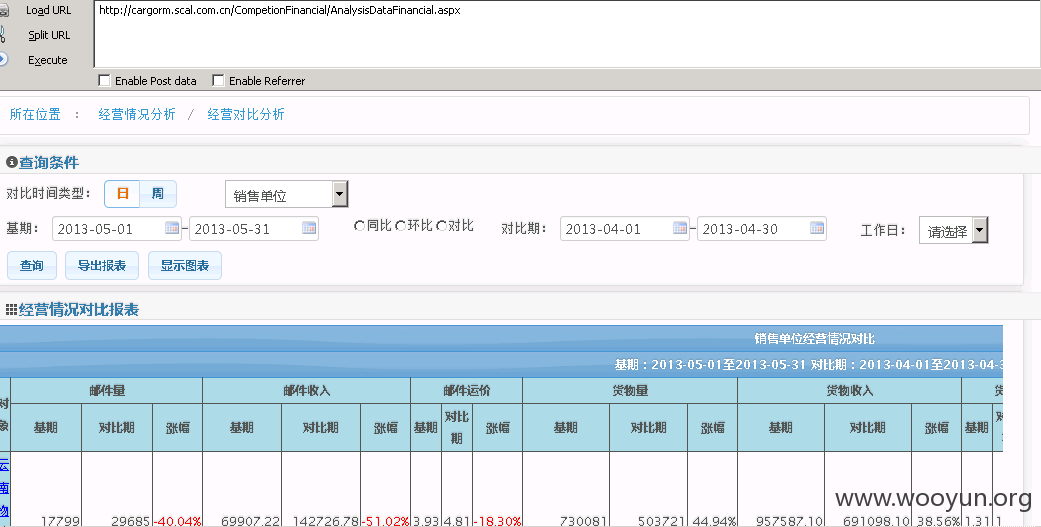 Load URL
http://cargorm.scal.com.cn/CompetionFinancial/AnalysisDataFinancial.aspx
Split URL
Execute
Enable Post data Enable Referrer
所在位置 ： 经营情况分析 / 经营对比分析
查询条件
对比时间类型： 日 周 销售单位
基期： 2013-05-01 - 2013-05-31 同比 环比 对比 对比期： 2013-04-01 - 2013-04-30 工作日： 请选择
查询 导出报表 显示图表
经营情况对比报表
销售单位经营情况对比
基期：2013-05-01至2013-05-31 对比期：2013-04-01至2013-04-3
对象 邮件量 邮件收入 邮件运价 货物量 货物收入
基期 对比期 涨幅 基期 对比期 涨幅 基期 对比期 涨幅 基期 对比期 涨幅 基期 对比期 涨幅 基期
云南物
17799 29685 -40.04% 69907.22 142726.78 -51.02% 3.93 4.81 -18.30% 730081 503721 44.94% 957587.10 691098.10 38.56% 1.31
www.wooyun.org